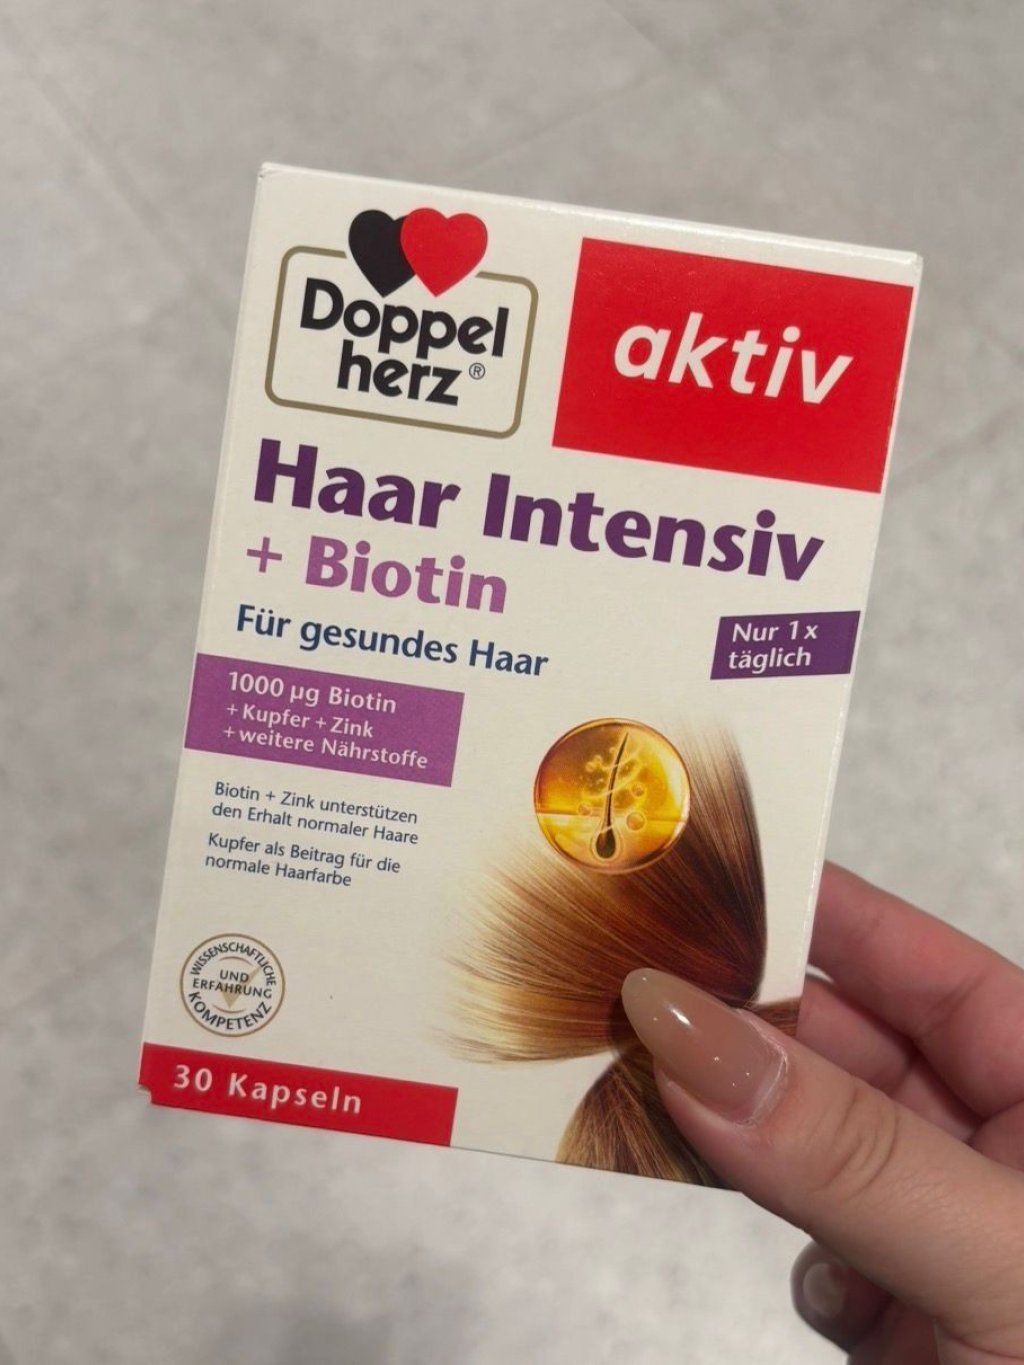 Doppel
herz®
aktiv
Haar Intensiv
+ Biotin
Für gesundes Haar
Nur 1x
täglich
1000 µg Biotin
+ Kupfer + Zink
+ weitere Nährstoffe
Biotin + Zink unterstützen
den Erhalt normaler Haare
Kupfer als Beitrag für die
normale Haarfarbe
WISSENSCHAFTLICHE
UND
ERFAHRUNG
KOMPETENZ
30 Kapseln